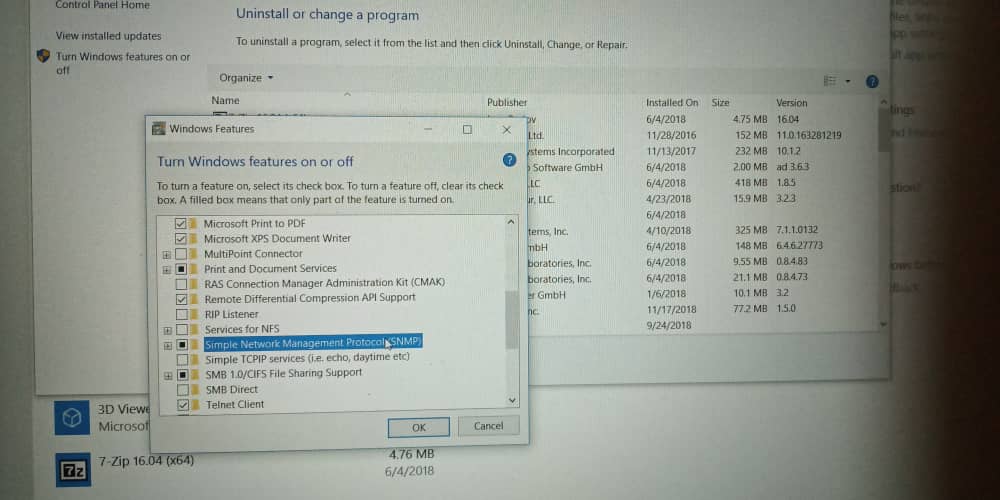 Control Panel Home
View installed updates
Turn Windows features on or
off
Uninstall or change a program
To uninstall a program, select it from the list and then click Uninstall, Change, or Repair.
Organize
Name Publisher Installed On Size Version
6/4/2018 4.75 MB 16.04
Ltd. 11/28/2016 152 MB 11.0.163281219
ystems Incorporated 11/13/2017 232 MB 10.1.2
Software GmbH 6/4/2018 2.00 MB ad 3.6.3
LLC 6/4/2018 418 MB 1.8.5
r, LLC. 4/23/2018 15.9 MB 3.2.3
6/4/2018
tems, Inc. 4/10/2018 325 MB 7.1.1.0132
mbH 6/4/2018 148 MB 6.4.6.27773
boratories, Inc. 6/4/2018 9.55 MB 0.8.4.83
boratories, Inc. 6/4/2018 21.1 MB 0.8.4.73
er GmbH 1/6/2018 10.1 MB 3.2
nc. 11/17/2018 77.2 MB 1.5.0
9/24/2018
Windows Features
Turn Windows features on or off
To turn a feature on, select its check box. To turn a feature off, clear its check
box. A filled box means that only part of the feature is turned on.
Microsoft Print to PDF
Microsoft XPS Document Writer
MultiPoint Connector
Print and Document Services
RAS Connection Manager Administration Kit (CMAK)
Remote Differential Compression API Support
RIP Listener
Services for NFS
Simple Network Management Protocol (SNMP)
Simple TCPIP services (i.e. echo, daytime etc)
SMB 1.0/CIFS File Sharing Support
SMB Direct
Telnet Client
OK Cancel
3D Viewe
Microsof
7-Zip 16.04 (x64)
4.76 MB
6/4/2018